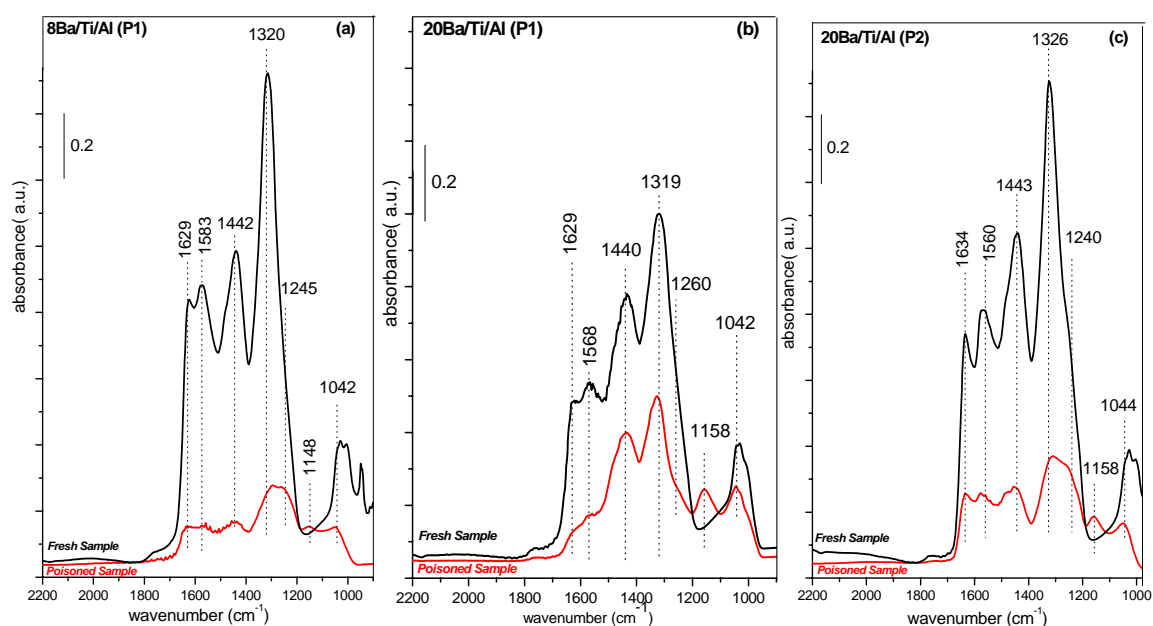 8Ba/Ti/Al (P1)
(a)
1320
0.2
1629
1583
1442
1245
1042
1148
absorbance( a.u.)
Fresh Sample
Poisoned Sample
2200 2000 1800 1600 1400 1200 1000
wavenumber (cm-1)
20Ba/Ti/Al (P1)
(b)
0.2
1319
1629
1440
1260
1568
1042
1158
absorbance( a.u.)
Fresh Sample
Poisoned Sample
2200 2000 1800 1600 1400 1200 1000
wavenumber (cm-1)
20Ba/Ti/Al (P2)
1326
(c)
0.2
1443
1634
1560
1240
1044
1158
absorbance( a.u.)
Fresh Sample
Poisoned Sample
2200 2000 1800 1600 1400 1200 1000
wavenumber (cm-1)